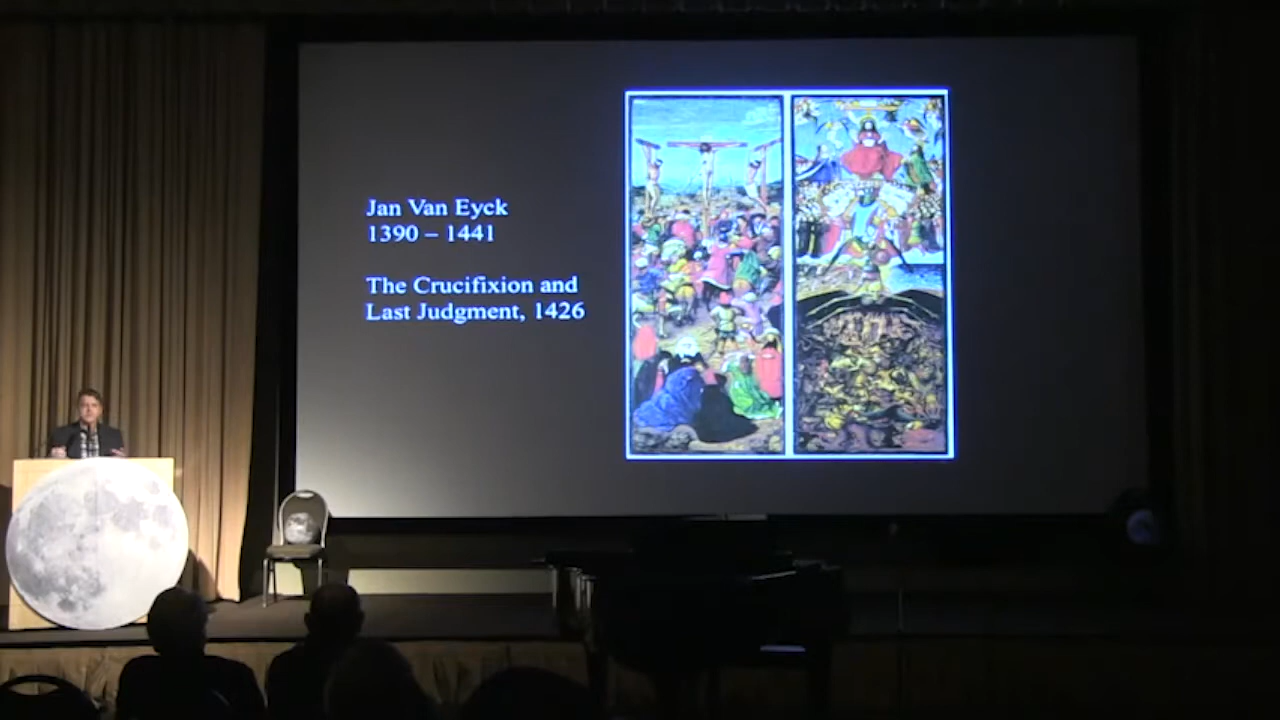 Jan Van Eyck
1390 – 1441
The Crucifixion and
Last Judgment, 1426